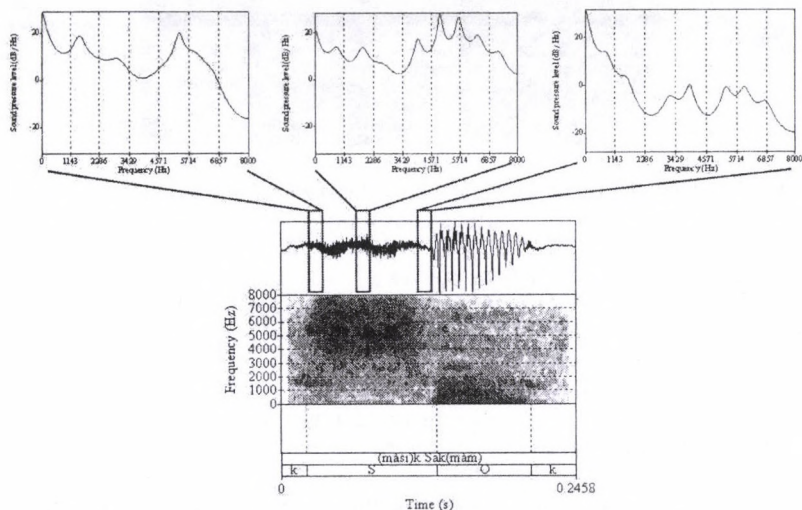 Sound pressure level (dB/Hz)
20
0
-20
0 1143 2286 3429 4571 5714 6857 8000
Frequency (Hz)
Sound pressure level (dB/Hz)
20
0
-20
0 1143 2286 3429 4571 5714 6857 8000
Frequency (Hz)
Sound pressure level (dB/Hz)
20
0
-20
0 1143 2286 3429 4571 5714 6857 8000
Frequency (Hz)
Frequency (Hz)
8000
7000
6000
5000
4000
3000
2000
1000
0
(mási)k Sak(mám)
k S O k
0 0.2458
Time (s)